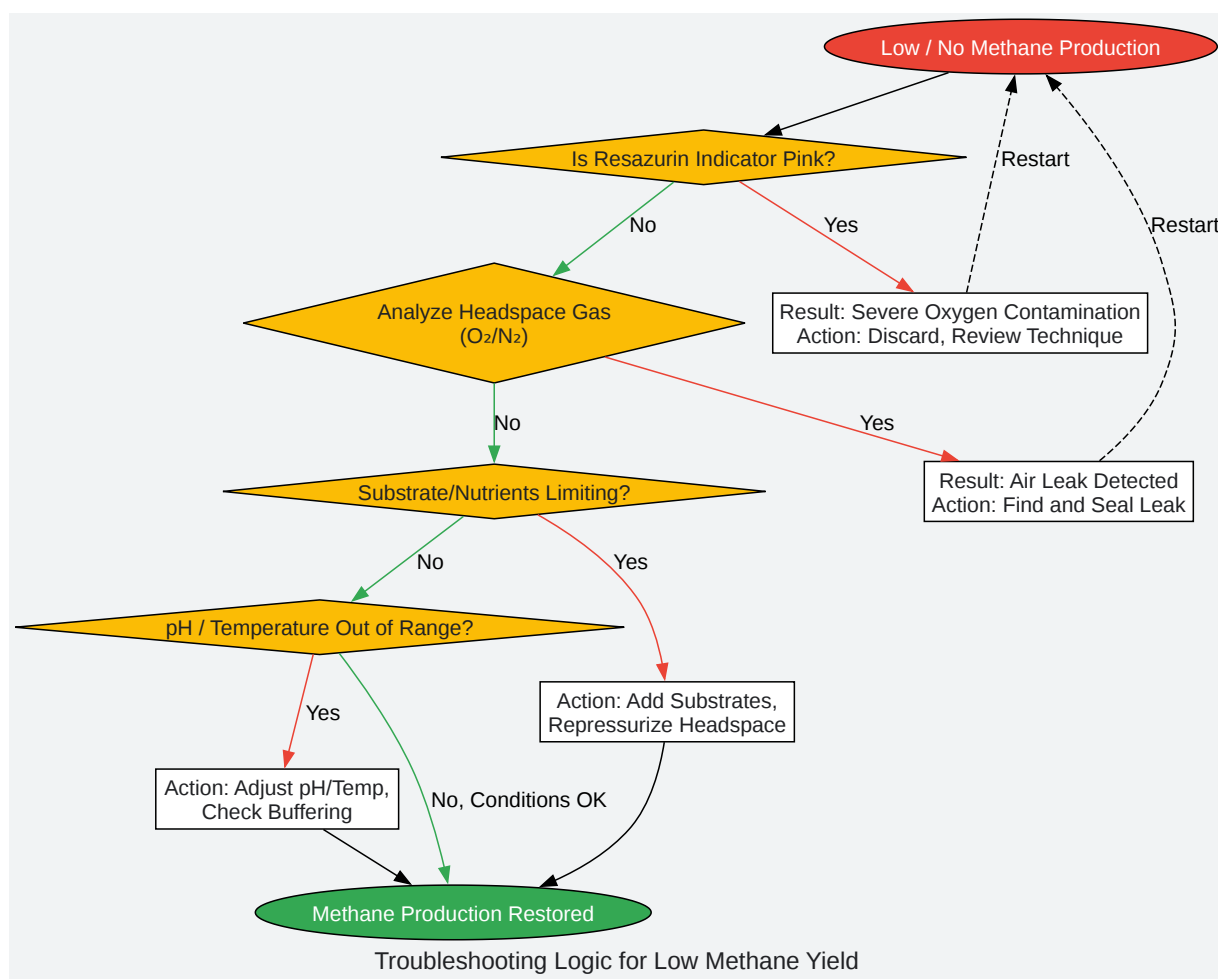 Low / No Methane Production
Is Resazurin Indicator Pink?
Restart
Restart
No
Yes
Analyze Headspace Gas
(O₂/N₂)
Result: Severe Oxygen Contamination
Action: Discard, Review Technique
No
Yes
Substrate/Nutrients Limiting?
Result: Air Leak Detected
Action: Find and Seal Leak
No
Yes
pH / Temperature Out of Range?
Action: Add Substrates,
Repressurize Headspace
Yes
Action: Adjust pH/Temp,
Check Buffering
No, Conditions OK
Methane Production Restored
Troubleshooting Logic for Low Methane Yield